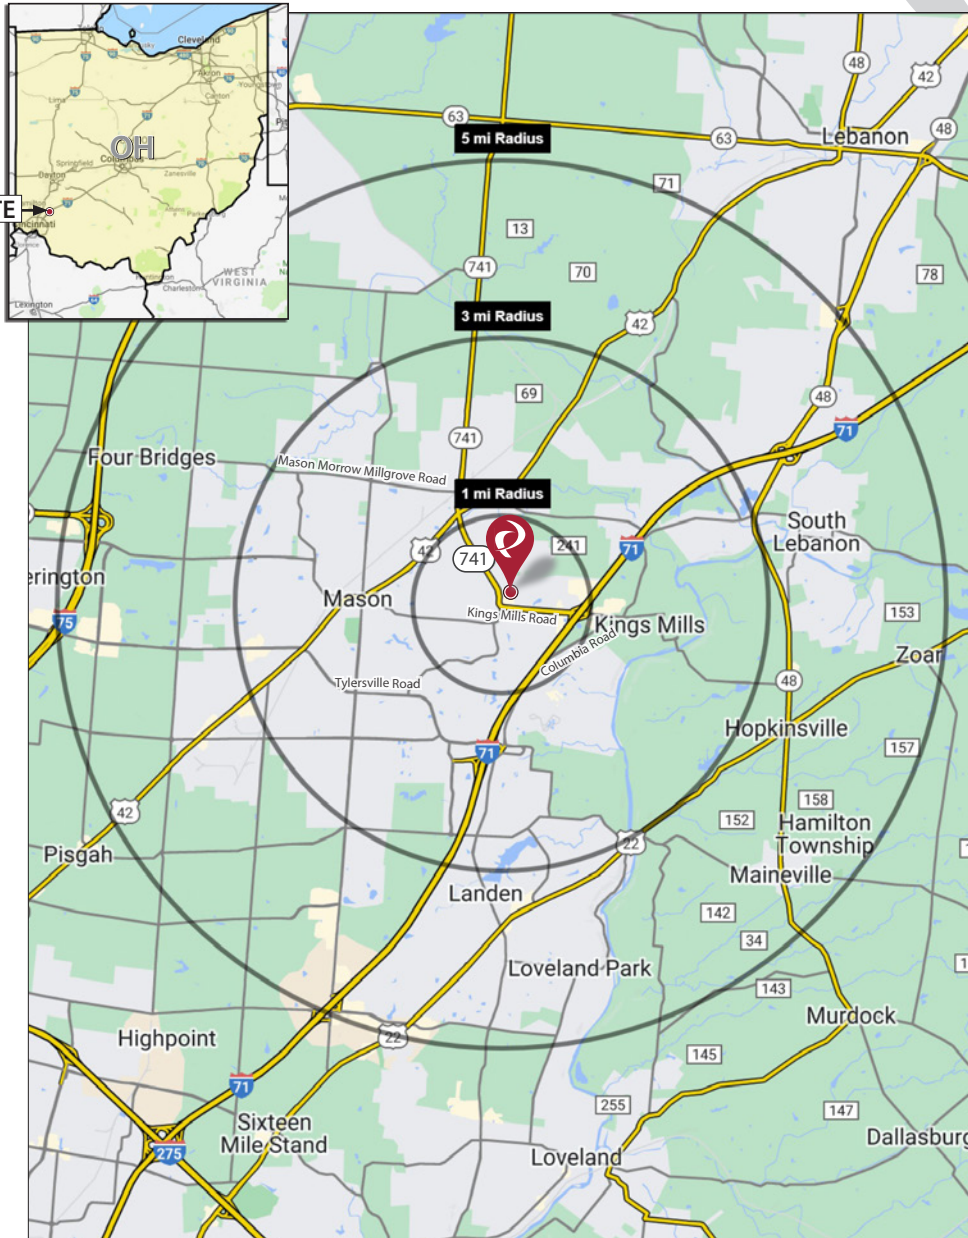 Cleveland
Akron
Canton
Lima
OH
Springfield
Dayton
Zanesville
WEST
VIRGINIA
Charleston
Lexington
63
5 mi Radius
63
48
42
Lebanon
48
71
13
741
70
78
3 mi Radius
42
69
48
741
71
Four Bridges
Mason Morrow Millgrove Road
1 mi Radius
South
Lebanon
42
741
241
71
erington
Mason
Kings Mills Road
Kings Mills
153
75
Columbia Road
Zoar
Tylersville Road
48
Hopkinsville
71
157
42
158
152
Hamilton
Township
22
Pisgah
Maineville
Landen
142
34
Loveland Park
143
Murdock
Highpoint
22
145
71
255
147
Sixteen
Mile Stand
Dallasburg
275
Loveland